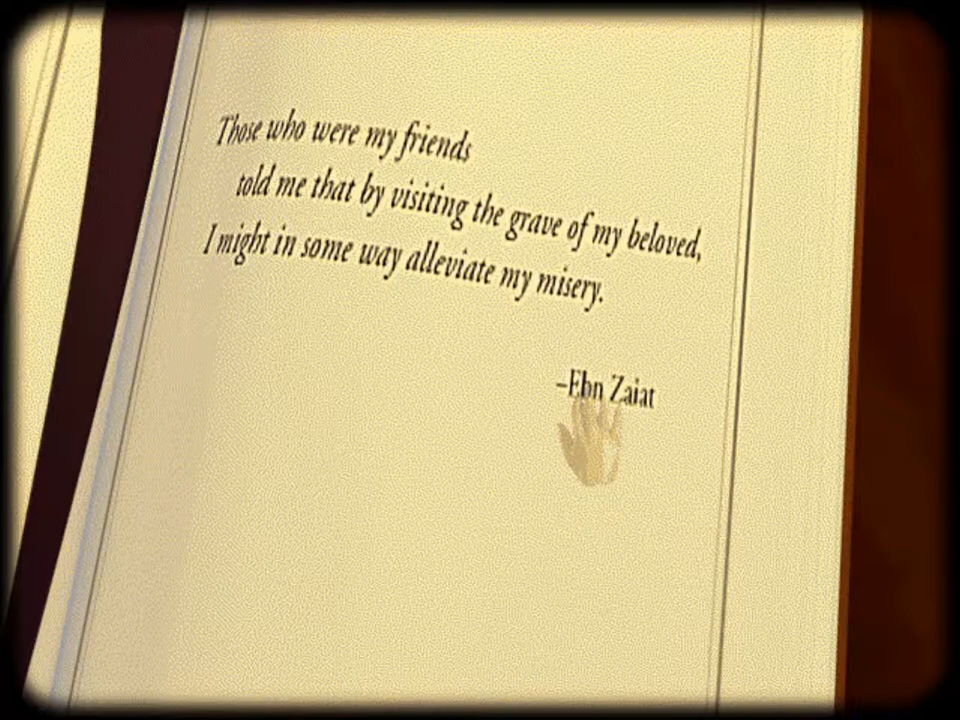 Those who were my friends
told me that by visiting the grave of my beloved,
I might in some way alleviate my misery.
–Ebn Zaiat